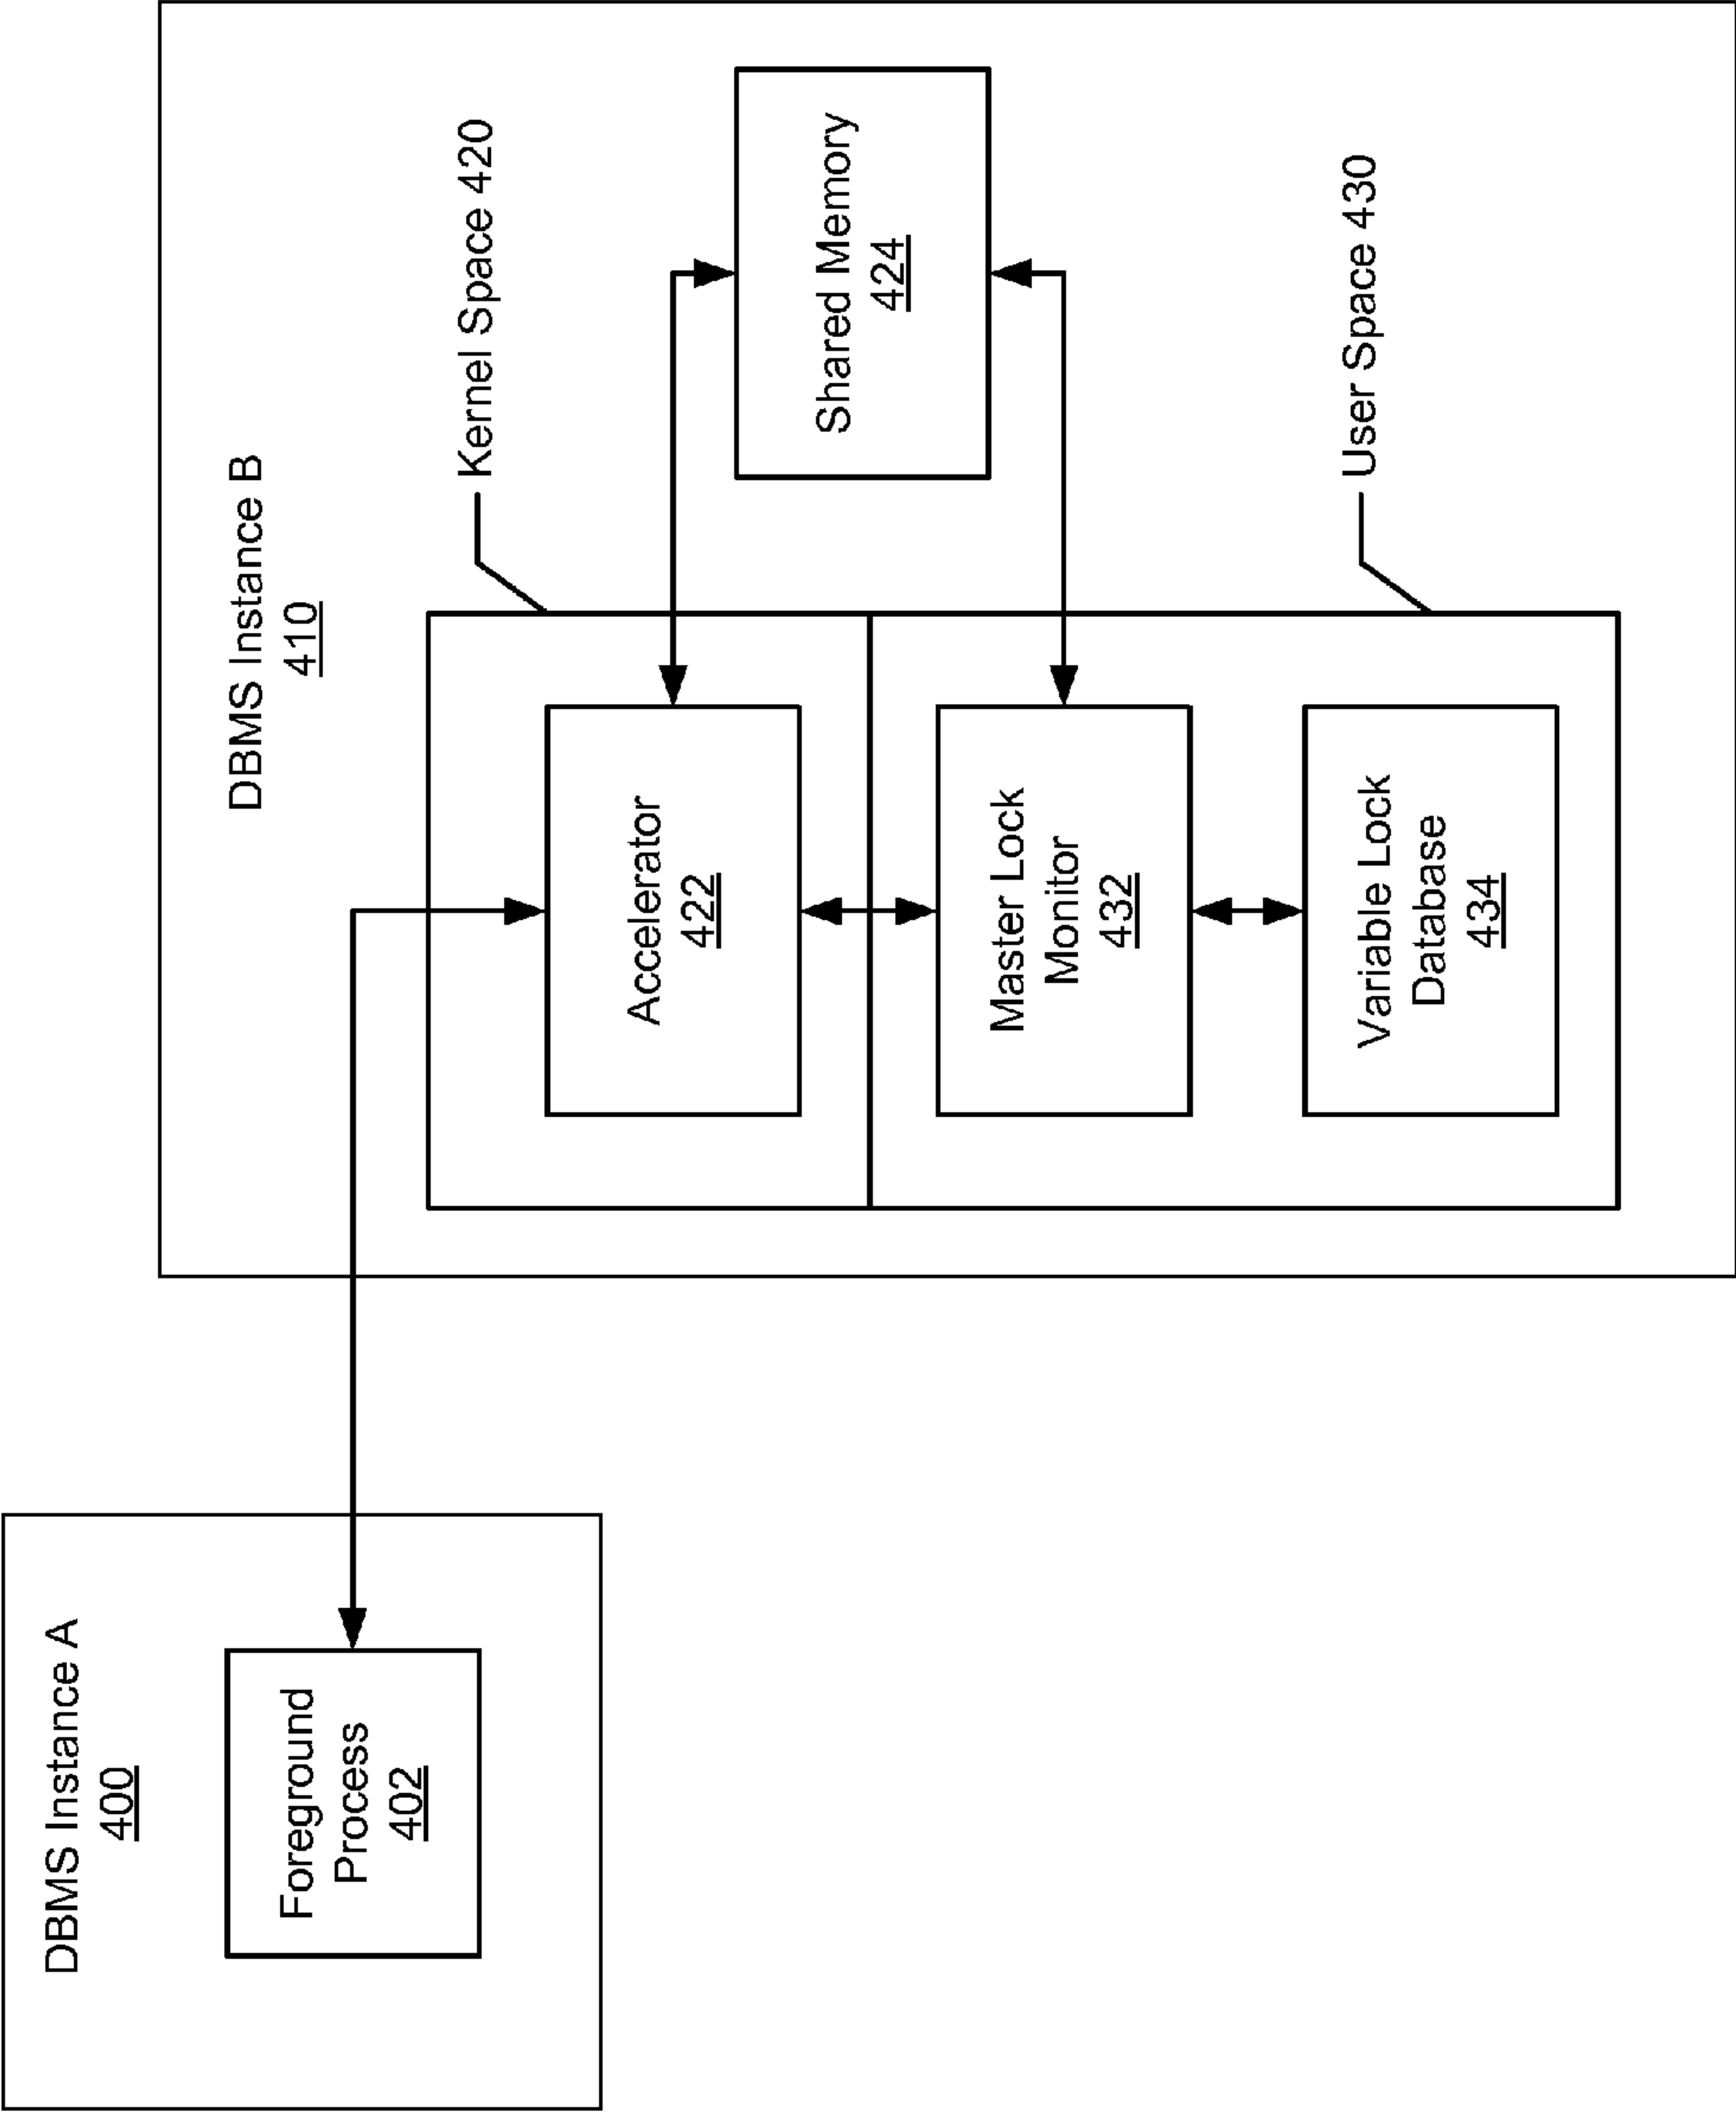 DBMS Instance A
400
Foreground
Process
402
DBMS Instance B
410
Kernel Space 420
Accelerator
422
Shared Memory
424
Master Lock
Monitor
432
User Space 430
Variable Lock
Database
434